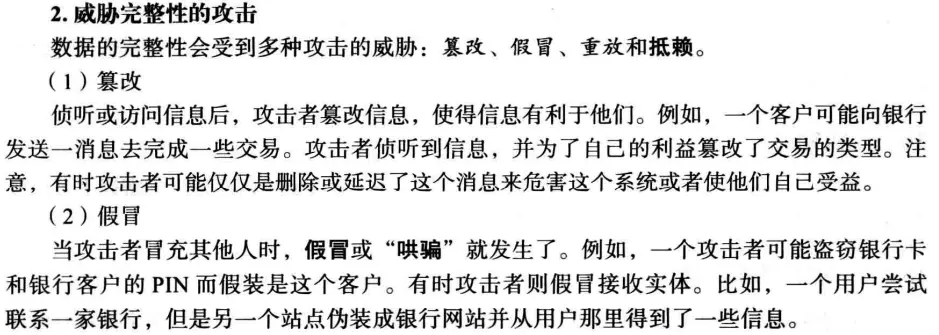 2. 威胁完整性的攻击
数据的完整性会受到多种攻击的威胁：篡改、假冒、重放和抵赖。
（1）篡改
侦听或访问信息后，攻击者篡改信息，使得信息有利于他们。例如，一个客户可能向银行
发送一消息去完成一些交易。攻击者侦听到信息，并为了自己的利益篡改了交易的类型。注
意，有时攻击者可能仅仅是删除或延迟了这个消息来危害这个系统或者使他们自己受益。
（2）假冒
当攻击者冒充其他人时，假冒或“哄骗”就发生了。例如，一个攻击者可能盗窃银行卡
和银行客户的 PIN 而假装是这个客户。有时攻击者则假冒接收实体。比如，一个用户尝试
联系一家银行，但是另一个站点伪装成银行网站并从用户那里得到了一些信息。